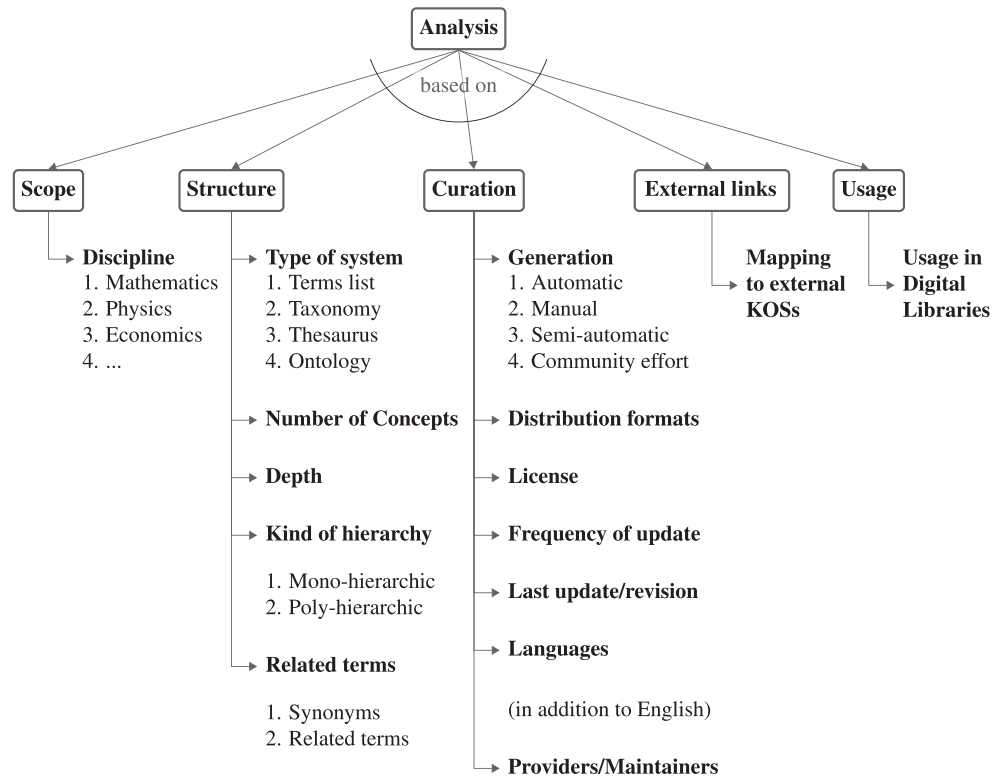 Analysis
based on
Scope
Discipline
1. Mathematics
2. Physics
3. Economics
4. ...
Structure
Type of system
1. Terms list
2. Taxonomy
3. Thesaurus
4. Ontology
Number of Concepts
Depth
Kind of hierarchy
1. Mono-hierarchic
2. Poly-hierarchic
Related terms
1. Synonyms
2. Related terms
Curation
Generation
1. Automatic
2. Manual
3. Semi-automatic
4. Community effort
Distribution formats
License
Frequency of update
Last update/revision
Languages
(in addition to English)
Providers/Maintainers
External links
Mapping
to external
KOSs
Usage
Usage in
Digital
Libraries